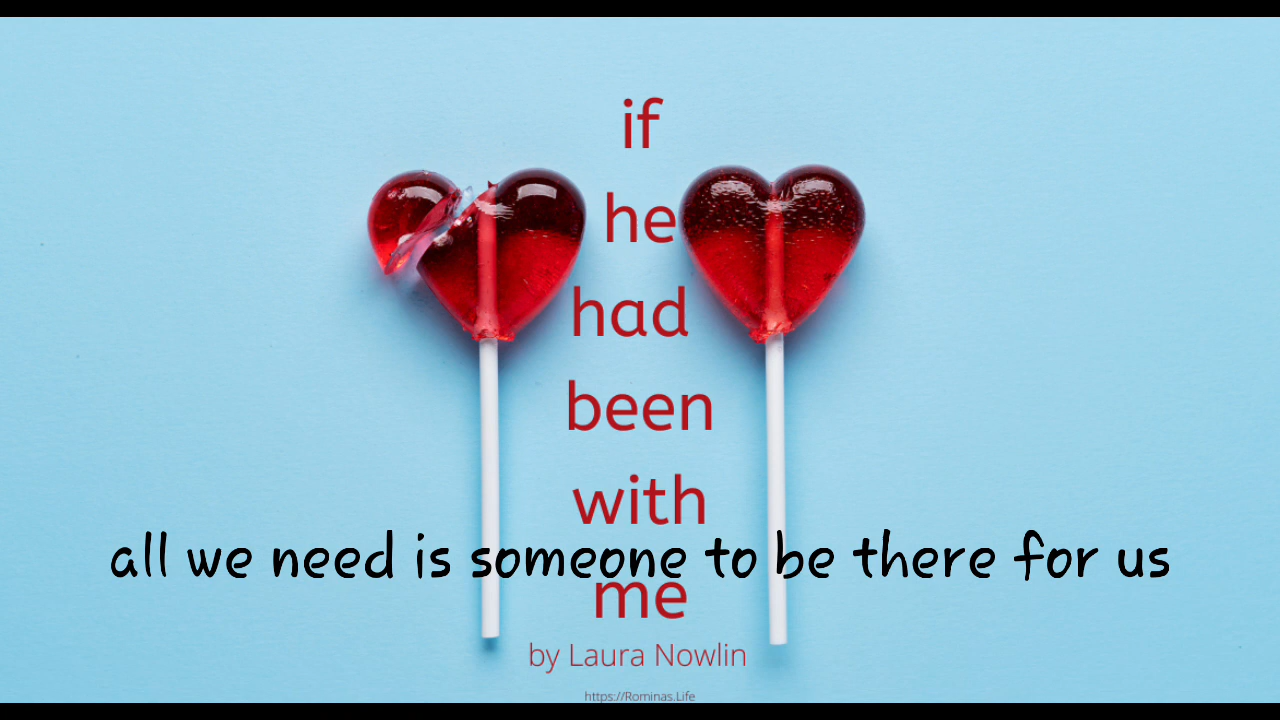 if
he
had
been
with
all we need is someone to be there for us
me
by Laura Nowlin
https://Rominas.Life